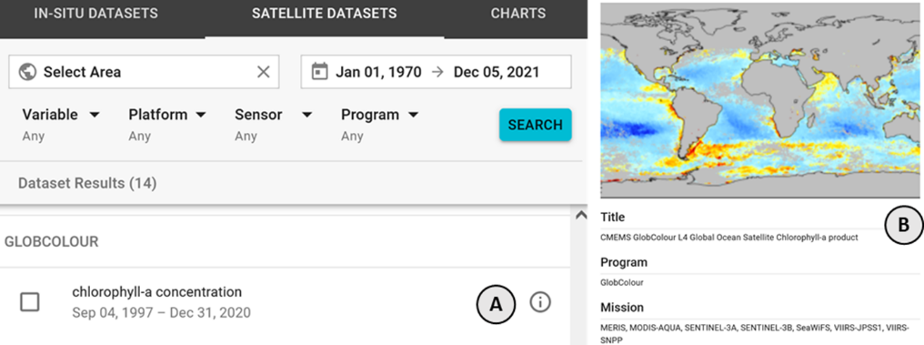 IN-SITU DATASETS
SATELLITE DATASETS
CHARTS
Select Area
Jan 01, 1970 → Dec 05, 2021
Variable
Platform
Sensor
Program
Any
Any
Any
Any
SEARCH
Dataset Results (14)
GLOBCOLOUR
chlorophyll-a concentration
Sep 04, 1997 – Dec 31, 2020
A
Title
B
CMEMS GlobColour L4 Global Ocean Satellite Chlorophyll-a product
Program
GlobColour
Mission
MERIS, MODIS-AQUA, SENTINEL-3A, SENTINEL-3B, SeaWiFS, VIIRS-JPSS1, VIIRS-
SNPP